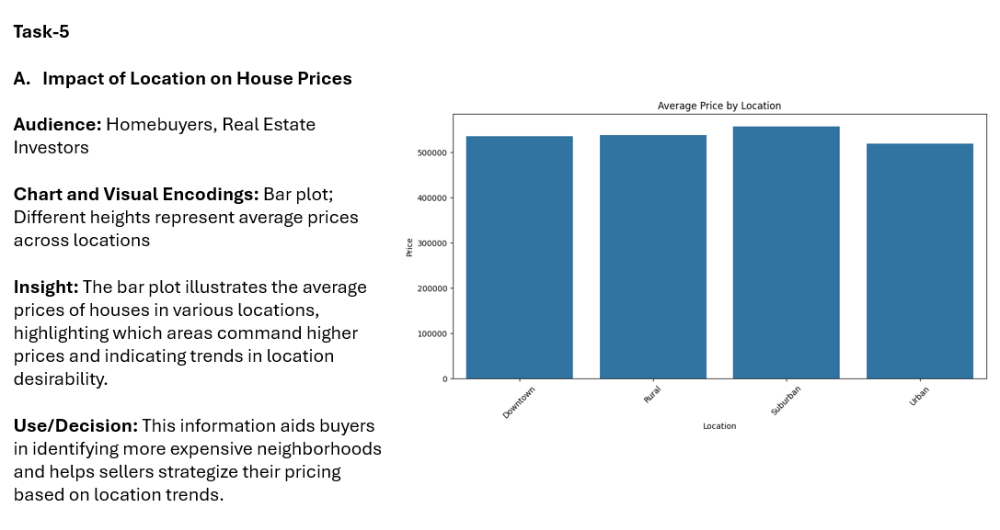 Task-5
A. Impact of Location on House Prices
Audience: Homebuyers, Real Estate
Investors
Chart and Visual Encodings: Bar plot;
Different heights represent average prices
across locations
Insight: The bar plot illustrates the average
prices of houses in various locations,
highlighting which areas command higher
prices and indicating trends in location
desirability.
Use/Decision: This information aids buyers
in identifying more expensive neighborhoods
and helps sellers strategize their pricing
based on location trends.
Average Price by Location
Price
500000
400000
300000
200000
100000
0
Downtown
Rural
Suburban
Urban
Location